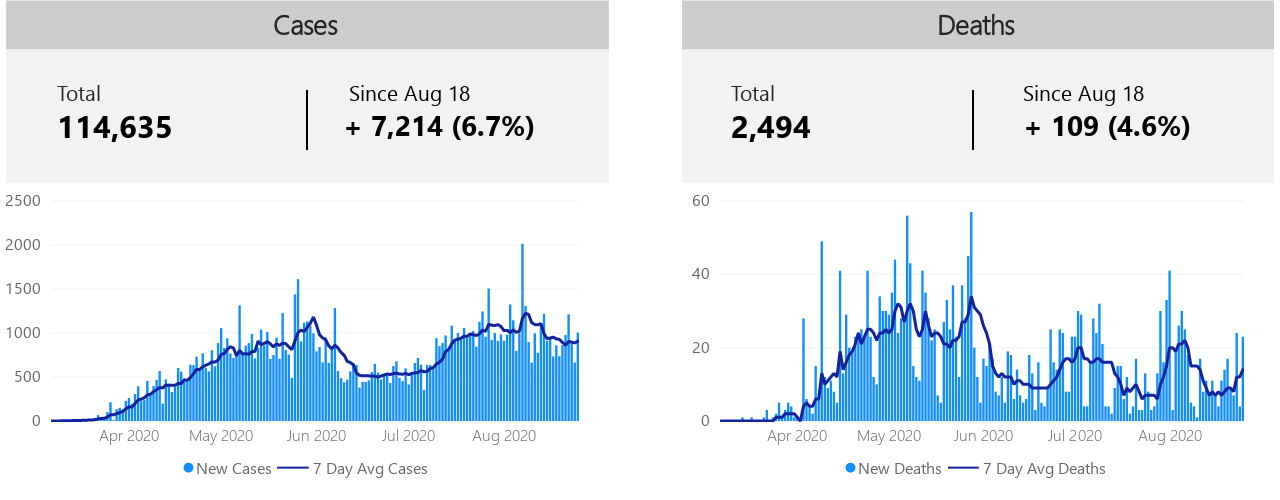 Cases
Total
114,635
Since Aug 18
+ 7,214 (6.7%)
2500
2000
1500
1000
500
0
Apr 2020 May 2020 Jun 2020 Jul 2020 Aug 2020
New Cases 7 Day Avg Cases
Deaths
Total
2,494
Since Aug 18
+ 109 (4.6%)
60
40
20
0
Apr 2020 May 2020 Jun 2020 Jul 2020 Aug 2020
New Deaths 7 Day Avg Deaths